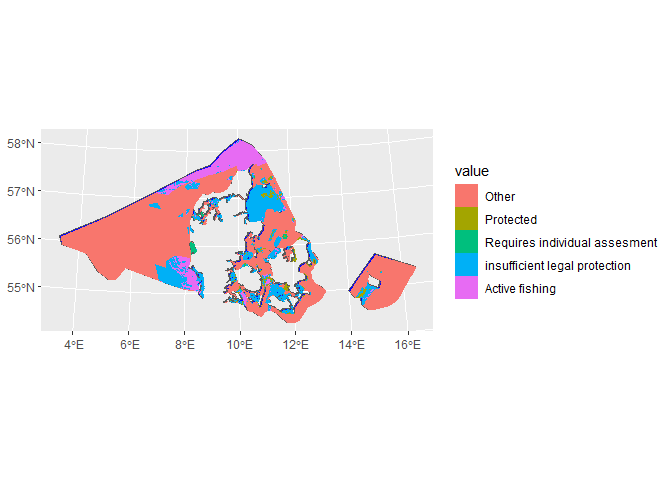 58°N
57°N
56°N
55°N
4°E 6°E 8°E 10°E 12°E 14°E 16°E
value
Other
Protected
Requires individual assesment
insufficient legal protection
Active fishing